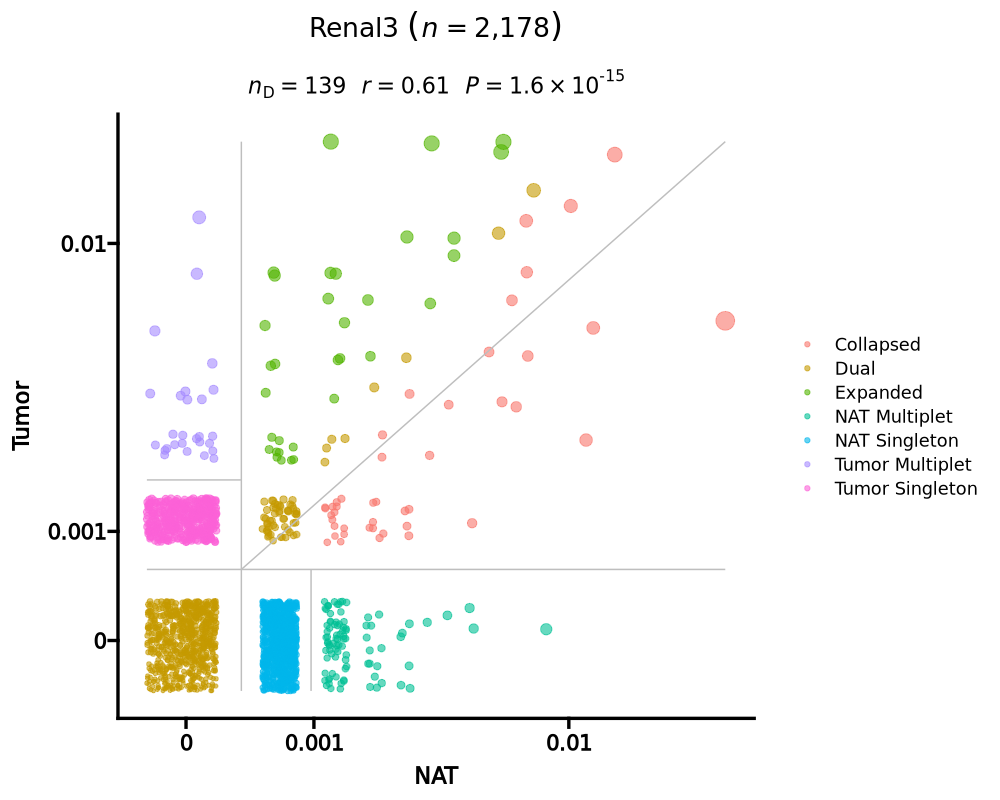 Renal3 (n = 2,178)
n_D = 139 r = 0.61 P = 1.6 × 10^-15
Tumor
0.01
0.001
0
0 0.001 0.01
NAT
Collapsed
Dual
Expanded
NAT Multiplet
NAT Singleton
Tumor Multiplet
Tumor Singleton